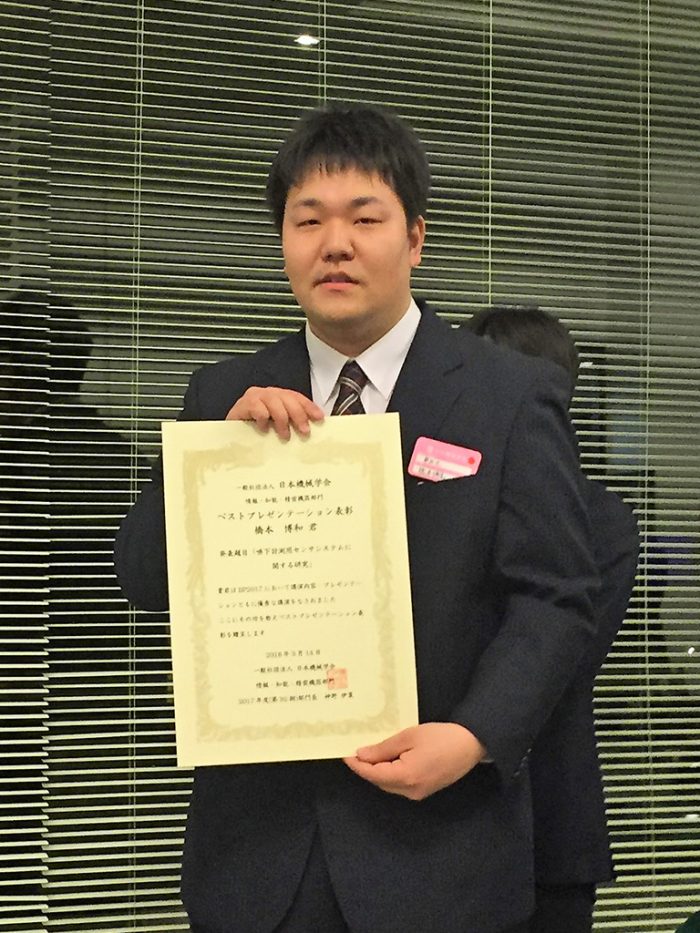 一般社団法人 日本機械学会
情報・知能・精密機器部門
ベストプレゼンテーション表彰
橋本 博和 君
発表題目「嚥下計測用センサシステムに
関する研究」
貴君はIIP2017において講演内容、プレゼンテー
ションともに優秀な講演をなされました
ここにその功を称えベストプレゼンテーション表
彰を贈呈します
2018年3月14日
一般社団法人 日本機械学会
情報・知能・精密機器部門
2017年度(第95期)部門長